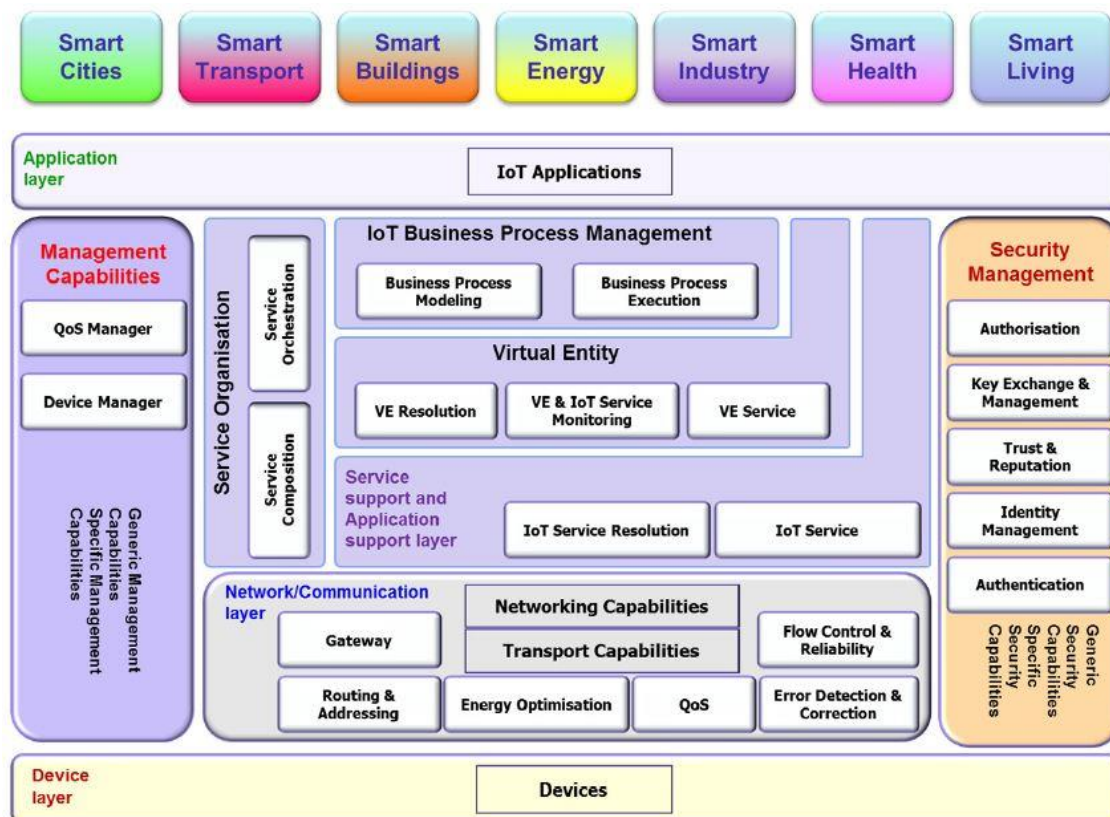 Smart
Cities
Smart
Transport
Smart
Buildings
Smart
Energy
Smart
Industry
Smart
Health
Smart
Living
Application
layer
IoT Applications
Management
Capabilities
QoS Manager
Device Manager
Generic Management
Capabilities
Specific Management
Capabilities
Service Organisation
Service
Orchestration
Service
Composition
IoT Business Process Management
Business Process
Modeling
Business Process
Execution
Virtual Entity
VE Resolution
VE & IoT Service
Monitoring
VE Service
Service
support and
Application
support layer
IoT Service Resolution
IoT Service
Security
Management
Authorisation
Key Exchange &
Management
Trust &
Reputation
Identity
Management
Authentication
Generic
Security
Capabilities
Specific
Security
Capabilities
Network/Communication
layer
Networking Capabilities
Gateway
Transport Capabilities
Flow Control &
Reliability
Routing &
Addressing
Energy Optimisation
QoS
Error Detection &
Correction
Device
layer
Devices